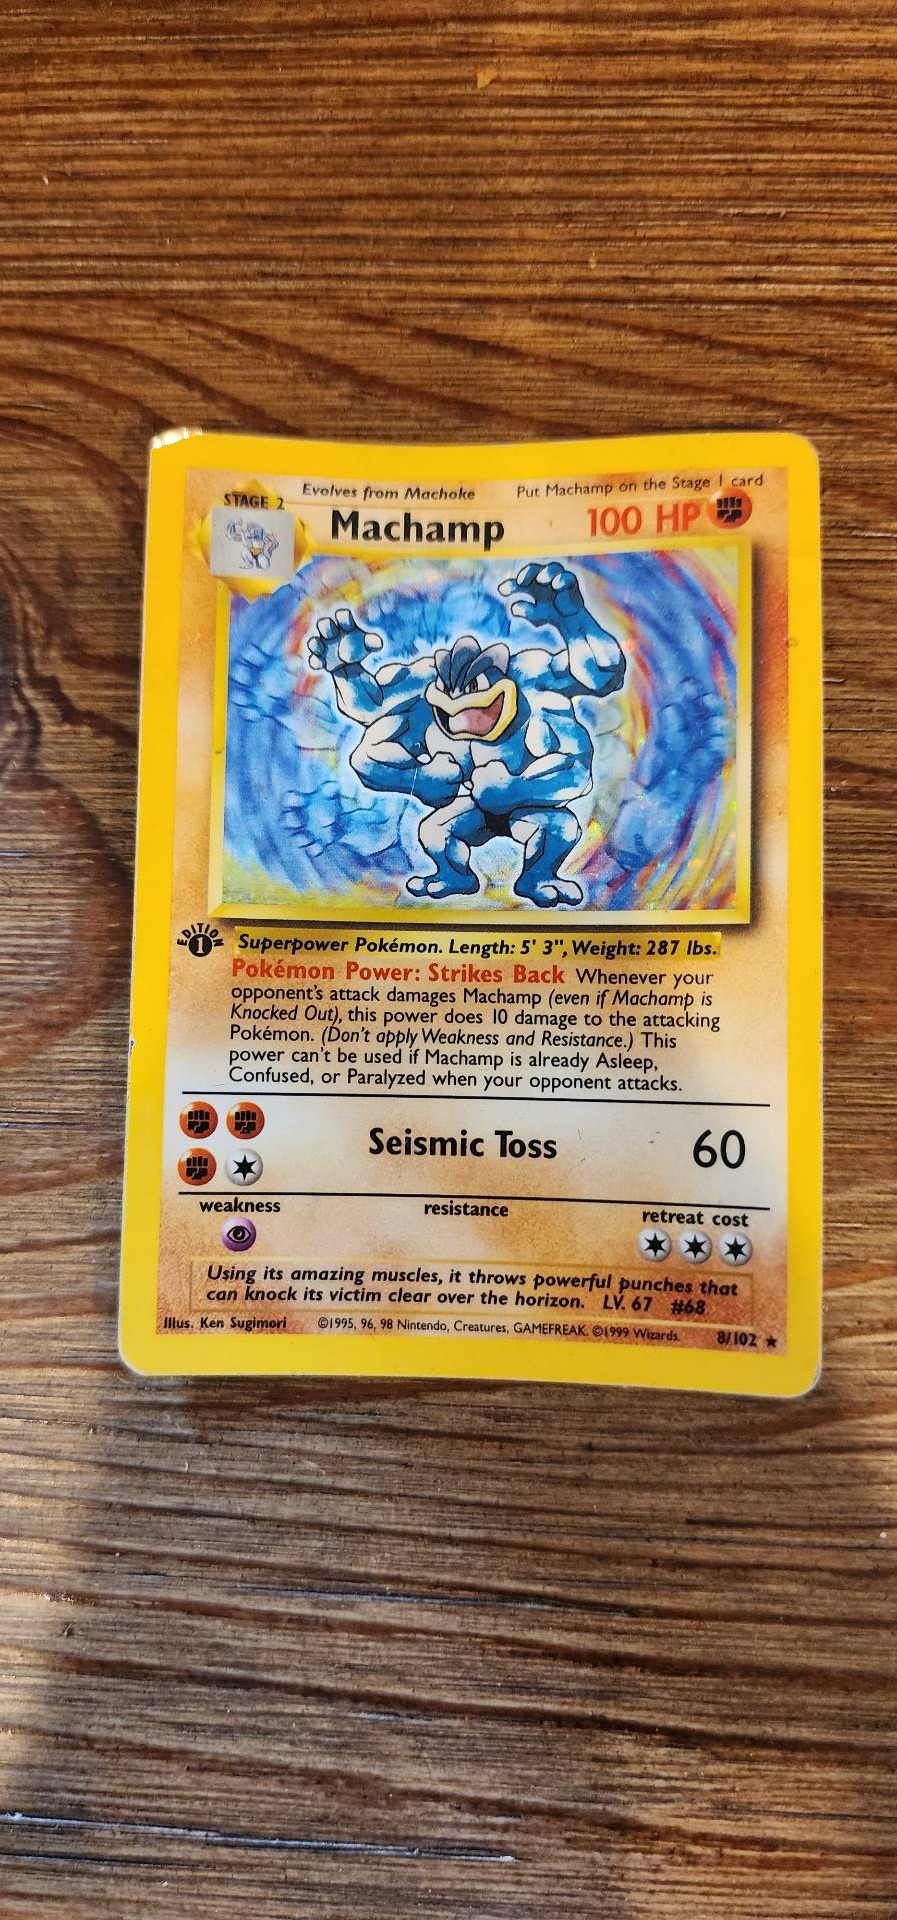 STAGE 2
Evolves from Machoke
Put Machamp on the Stage 1 card
Machamp
100 HP
EDITION
1
Superpower Pokémon. Length: 5' 3", Weight: 287 lbs.
Pokémon Power: Strikes Back Whenever your
opponent's attack damages Machamp (even if Machamp is
Knocked Out), this power does 10 damage to the attacking
Pokémon. (Don't apply Weakness and Resistance.) This
power can't be used if Machamp is already Asleep,
Confused, or Paralyzed when your opponent attacks.
Seismic Toss
60
weakness
resistance
retreat cost
Using its amazing muscles, it throws powerful punches that
can knock its victim clear over the horizon. LV. 67 #68
Illus. Ken Sugimori
©1995, 96, 98 Nintendo, Creatures, GAMEFREAK. ©1999 Wizards.
8/102 ★